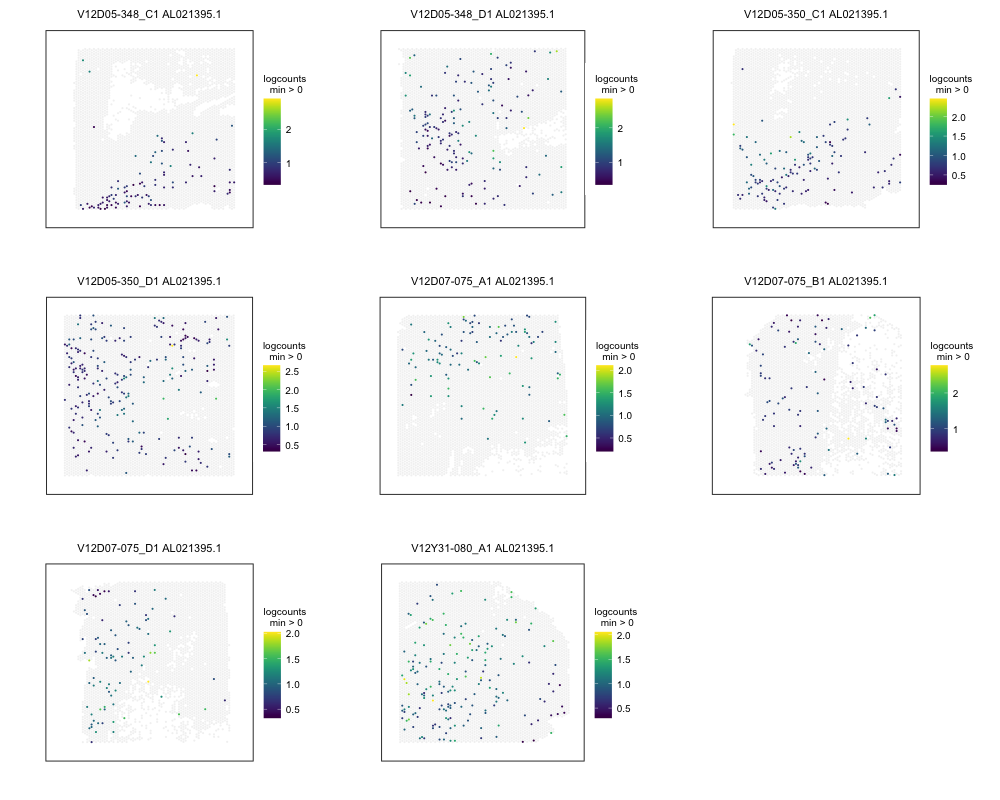 V12D05-348_C1 AL021395.1
logcounts
min > 0
2
1
V12D05-348_D1 AL021395.1
logcounts
min > 0
2
1
V12D05-350_C1 AL021395.1
logcounts
min > 0
2.0
1.5
1.0
0.5
V12D05-350_D1 AL021395.1
logcounts
min > 0
2.5
2.0
1.5
1.0
0.5
V12D07-075_A1 AL021395.1
logcounts
min > 0
2.0
1.5
1.0
0.5
V12D07-075_B1 AL021395.1
logcounts
min > 0
2
1
V12D07-075_D1 AL021395.1
logcounts
min > 0
2.0
1.5
1.0
0.5
V12Y31-080_A1 AL021395.1
logcounts
min > 0
2.0
1.5
1.0
0.5